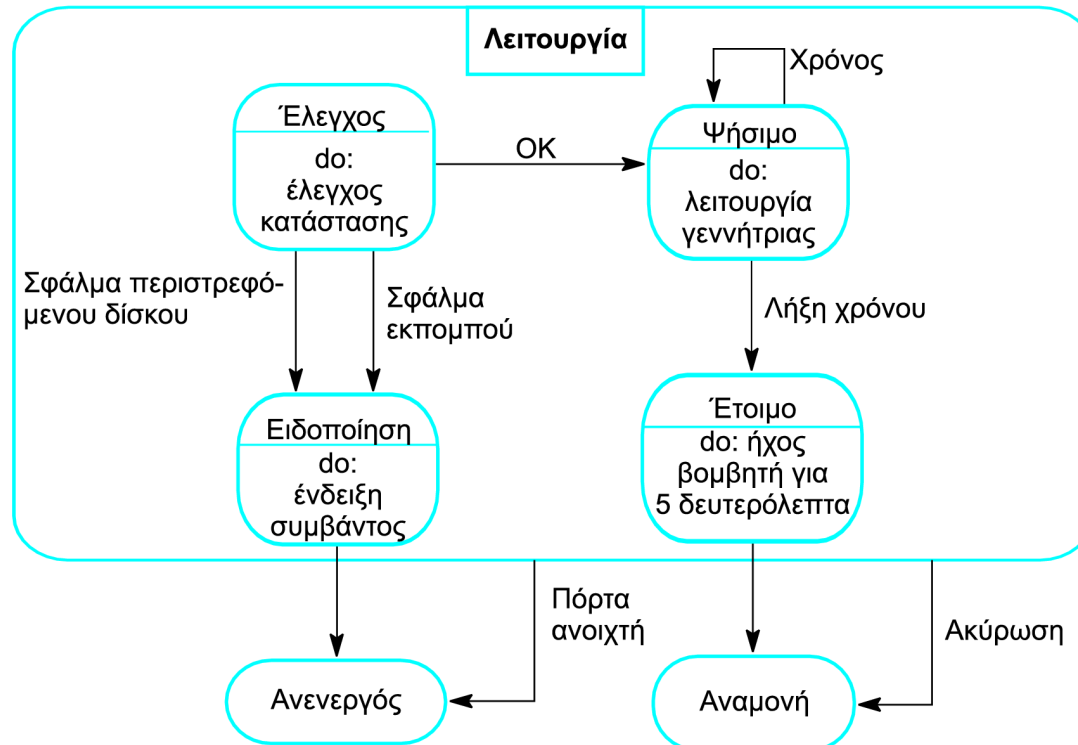 Λειτουργία
Χρόνος
Έλεγχος
do:
έλεγχος
κατάστασης
OK
Ψήσιμο
do:
λειτουργία
γεννήτριας
Σφάλμα περιστρεφό-
μενου δίσκου
Σφάλμα
εκπομπού
Λήξη χρόνου
Ειδοποίηση
do:
ένδειξη
συμβάντος
Έτοιμο
do: ήχος
βομβητή για
5 δευτερόλεπτα
Πόρτα
ανοιχτή
Ακύρωση
Ανενεργός
Αναμονή